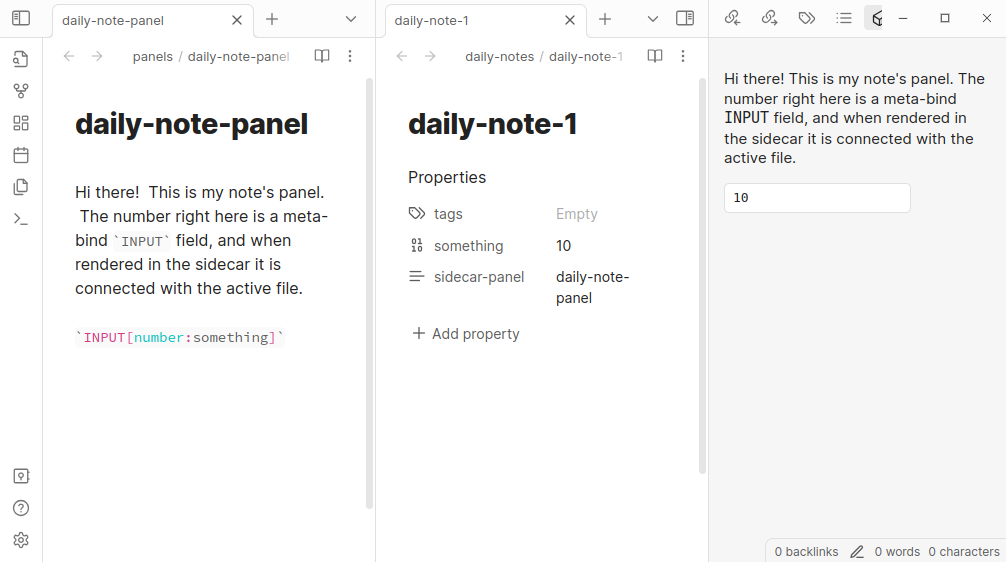 daily-note-panel
daily-note-1
panels / daily-note-panel
daily-notes / daily-note-1
daily-note-panel
Hi there!  This is my note's panel.
The number right here is a meta-
bind `INPUT` field, and when
rendered in the sidecar it is
connected with the active file.
`INPUT[number:something]`
daily-note-1
Properties
tags Empty
something 10
sidecar-panel daily-note-
panel
Add property
Hi there! This is my note's panel. The
number right here is a meta-bind
INPUT field, and when rendered in
the sidecar it is connected with the
active file.
10
0 backlinks 0 words 0 characters